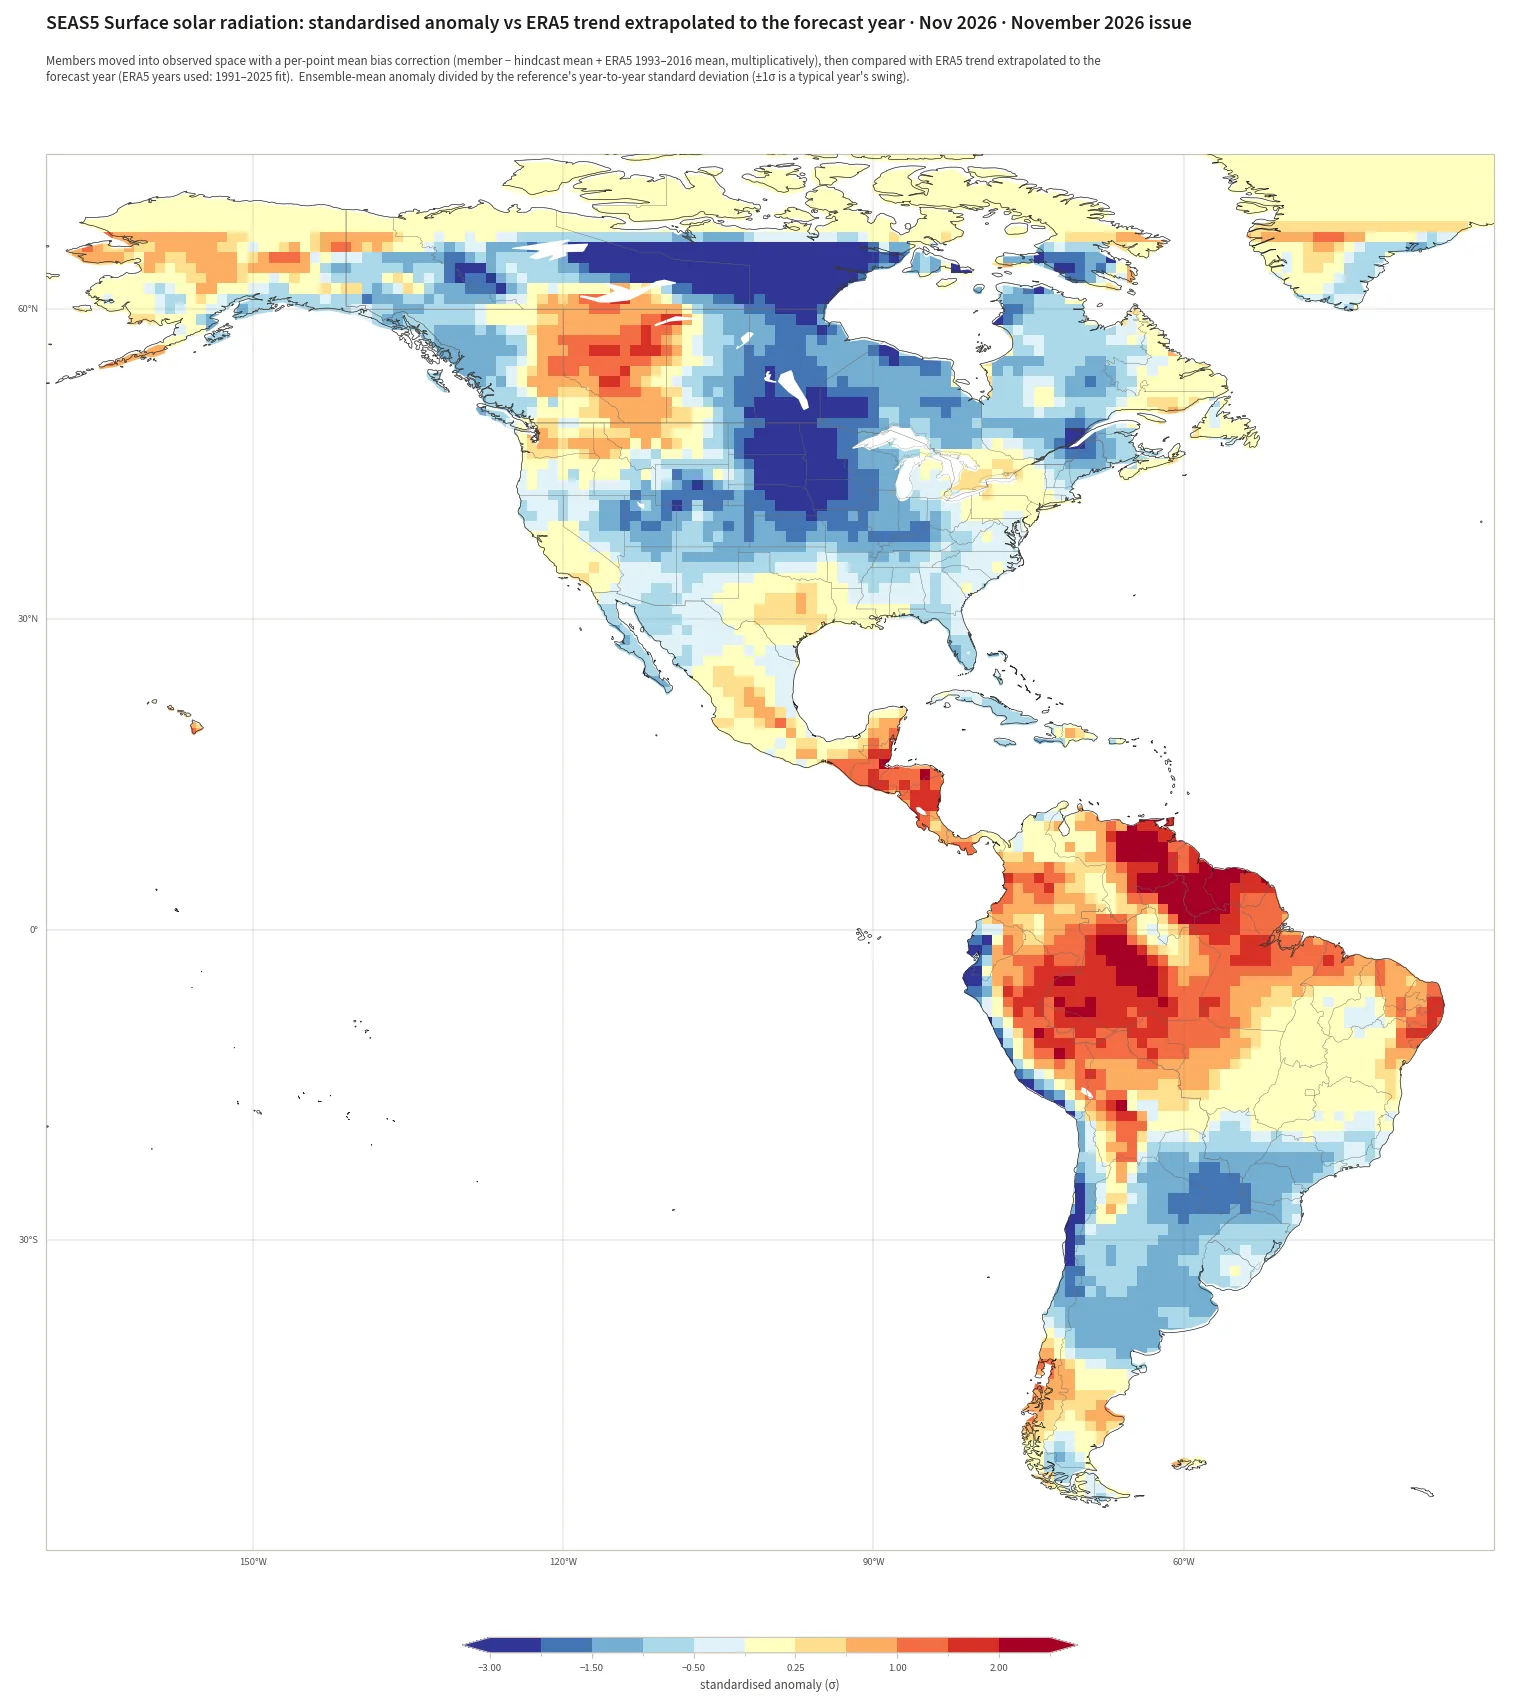 SEAS5 Surface solar radiation: standardised anomaly vs ERA5 trend extrapolated to the forecast year · Nov 2026 · November 2026 issue
Members moved into observed space with a per-point mean bias correction (member − hindcast mean + ERA5 1993–2016 mean, multiplicatively), then compared with ERA5 trend extrapolated to the
forecast year (ERA5 years used: 1991–2025 fit).  Ensemble-mean anomaly divided by the reference's year-to-year standard deviation (±1σ is a typical year's swing).
60°N
30°N
0°
30°S
150°W 120°W 90°W 60°W
−3.00 −1.50 −0.50 0.25 1.00 2.00
standardised anomaly (σ)